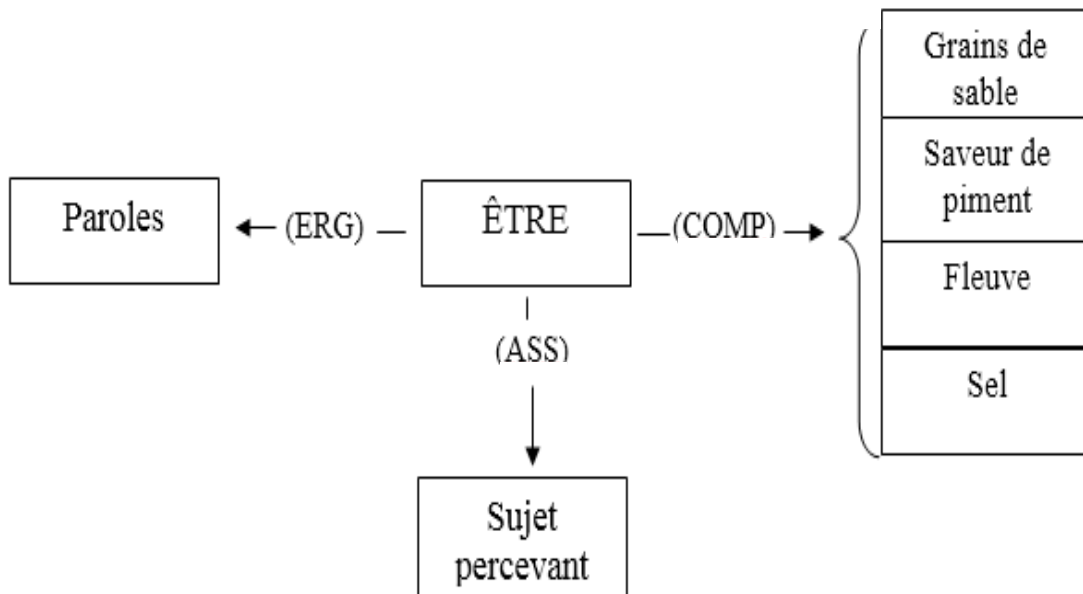 Paroles
(ERG)
ÊTRE
(COMP)
Grains de
sable
Saveur de
piment
Fleuve
Sel
(ASS)
Sujet
percevant